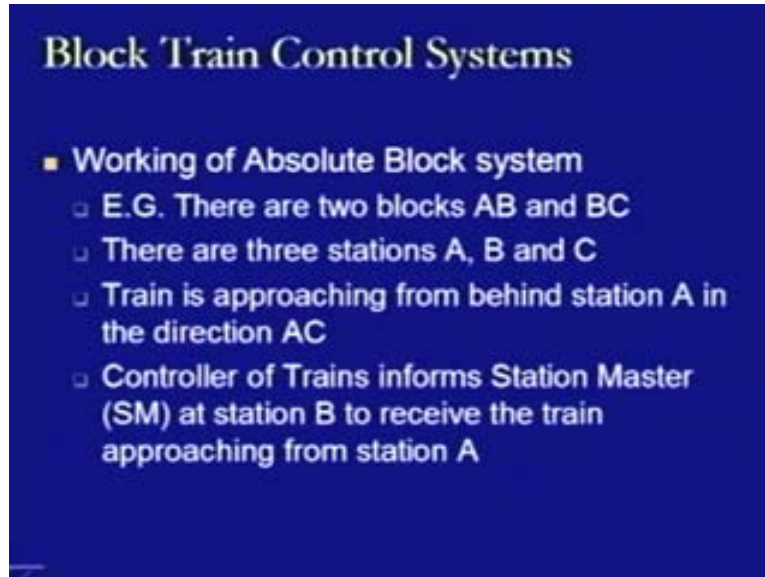 Block Train Control Systems
Working of Absolute Block system
E.G. There are two blocks AB and BC
There are three stations A, B and C
Train is approaching from behind station A in
the direction AC
Controller of Trains informs Station Master
(SM) at station B to receive the train
approaching from station A